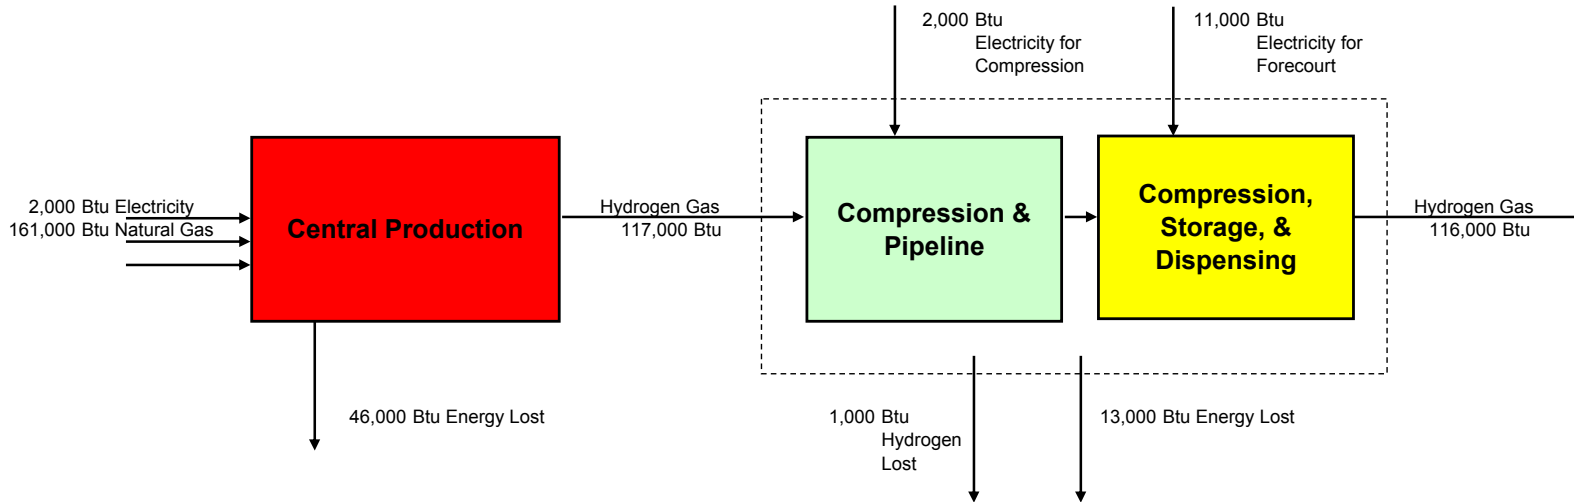 2,000 Btu
Electricity for
Compression
11,000 Btu
Electricity for
Forecourt
2,000 Btu Electricity
161,000 Btu Natural Gas
Central Production
Hydrogen Gas
117,000 Btu
Compression &
Pipeline
Compression,
Storage, &
Dispensing
Hydrogen Gas
116,000 Btu
46,000 Btu Energy Lost
1,000 Btu
Hydrogen
Lost
13,000 Btu Energy Lost